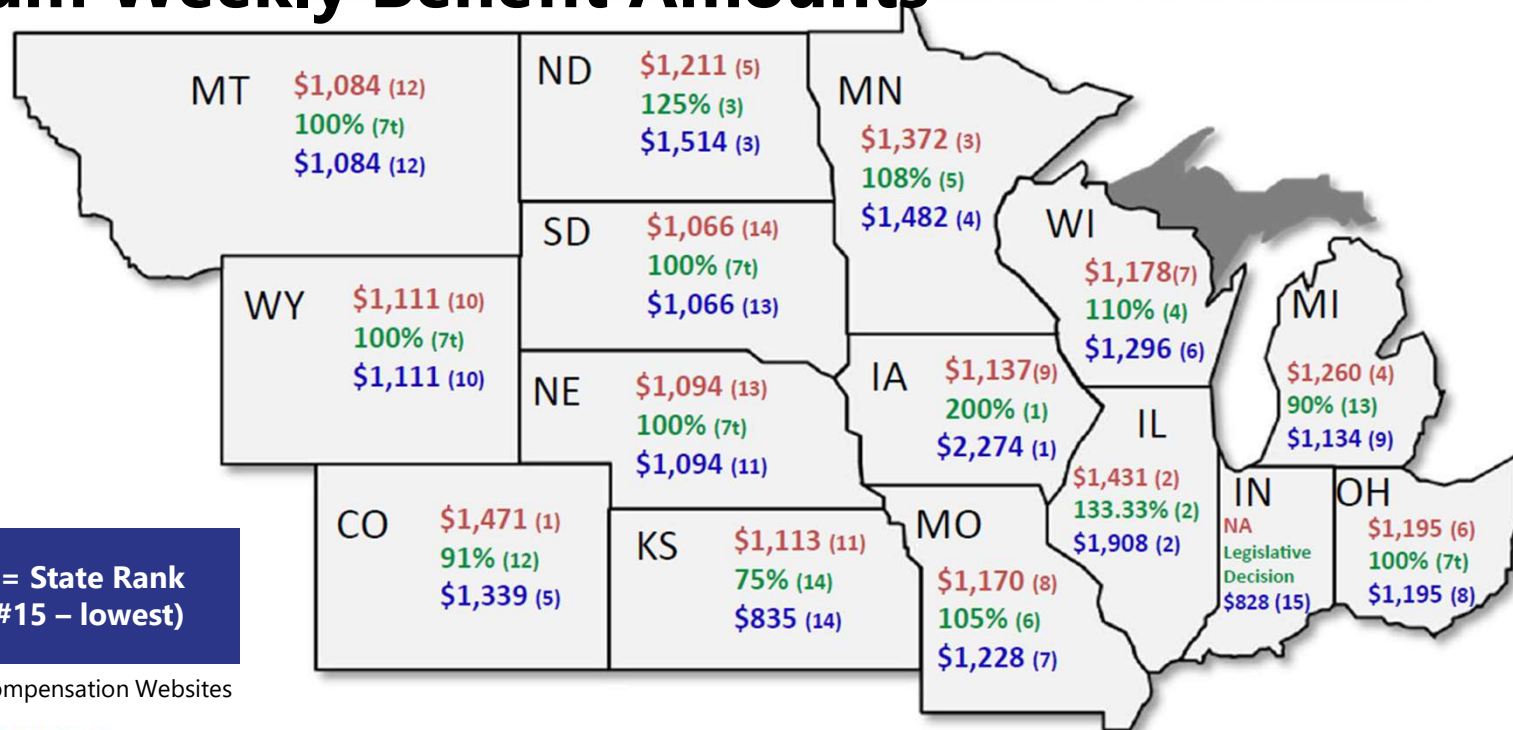 Weekly Benefit Amounts
MT
$1,084 (12)
100% (7t)
$1,084 (12)
ND
$1,211 (5)
125% (3)
$1,514 (3)
MN
$1,372 (3)
108% (5)
$1,482 (4)
SD
$1,066 (14)
100% (7t)
$1,066 (13)
WI
$1,178(7)
110% (4)
$1,296 (6)
WY
$1,111 (10)
100% (7t)
$1,111 (10)
MI
$1,260 (4)
90% (13)
$1,134 (9)
NE
$1,094 (13)
100% (7t)
$1,094 (11)
IA
$1,137(9)
200% (1)
$2,274 (1)
IL
$1,431 (2)
133.33% (2)
$1,908 (2)
IN
NA
Legislative
Decision
$828 (15)
OH
$1,195 (6)
100% (7t)
$1,195 (8)
CO
$1,471 (1)
91% (12)
$1,339 (5)
KS
$1,113 (11)
75% (14)
$835 (14)
MO
$1,170 (8)
105% (6)
$1,228 (7)
= State Rank
#15 – lowest)
ompensation Websites